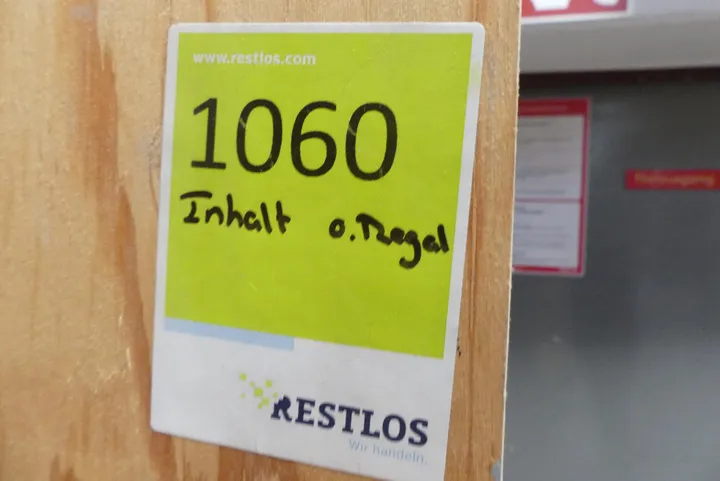 www.restlos.com
1060
Inhalt o. Regal
RESTLOS
Wir handeln.